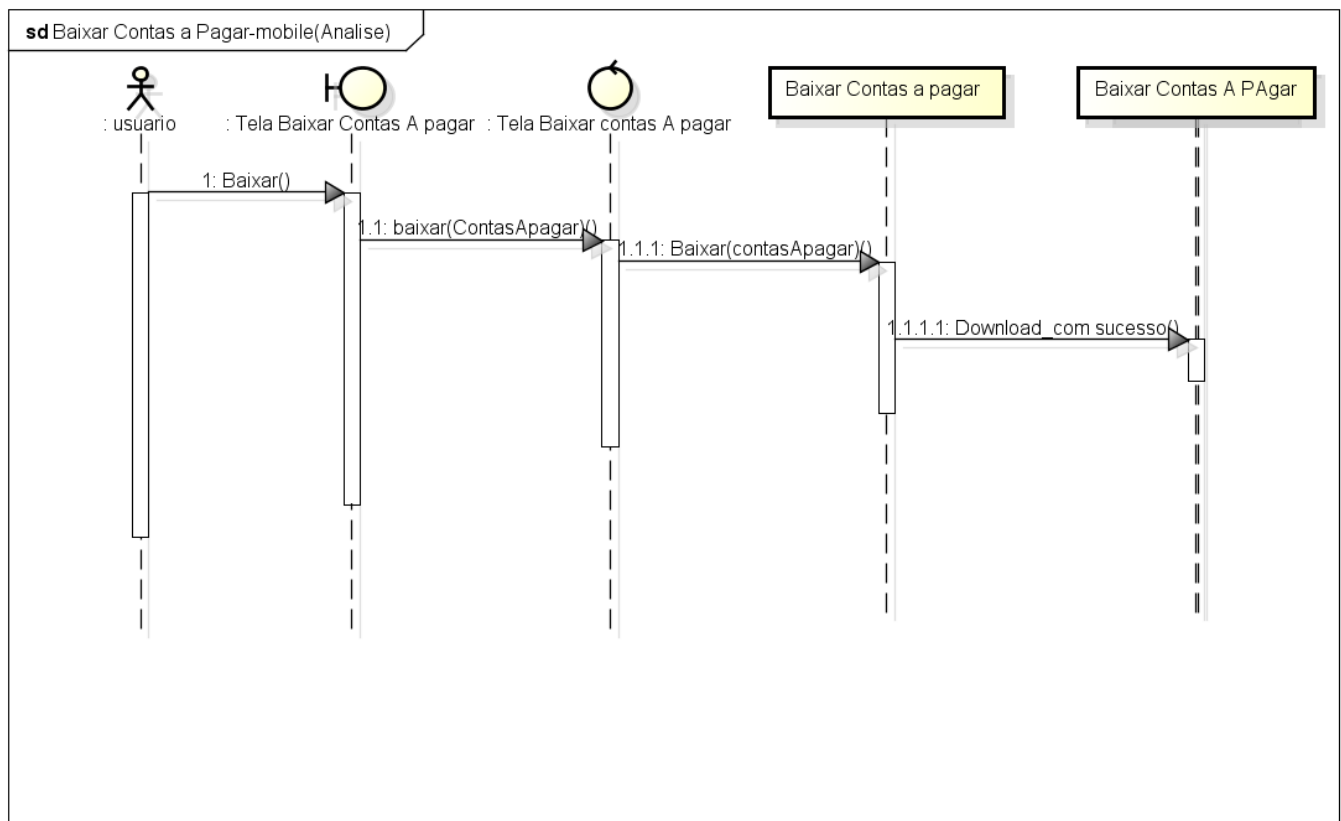 sd Baixar Contas a Pagar-mobile(Analise)
: usuario
: Tela Baixar Contas A pagar
: Tela Baixar contas A pagar
Baixar Contas a pagar
Baixar Contas A PAgar
1: Baixar()
1.1: baixar(ContasApagar)()
1.1.1: Baixar(contasApagar)()
1.1.1.1: Download_com sucesso()